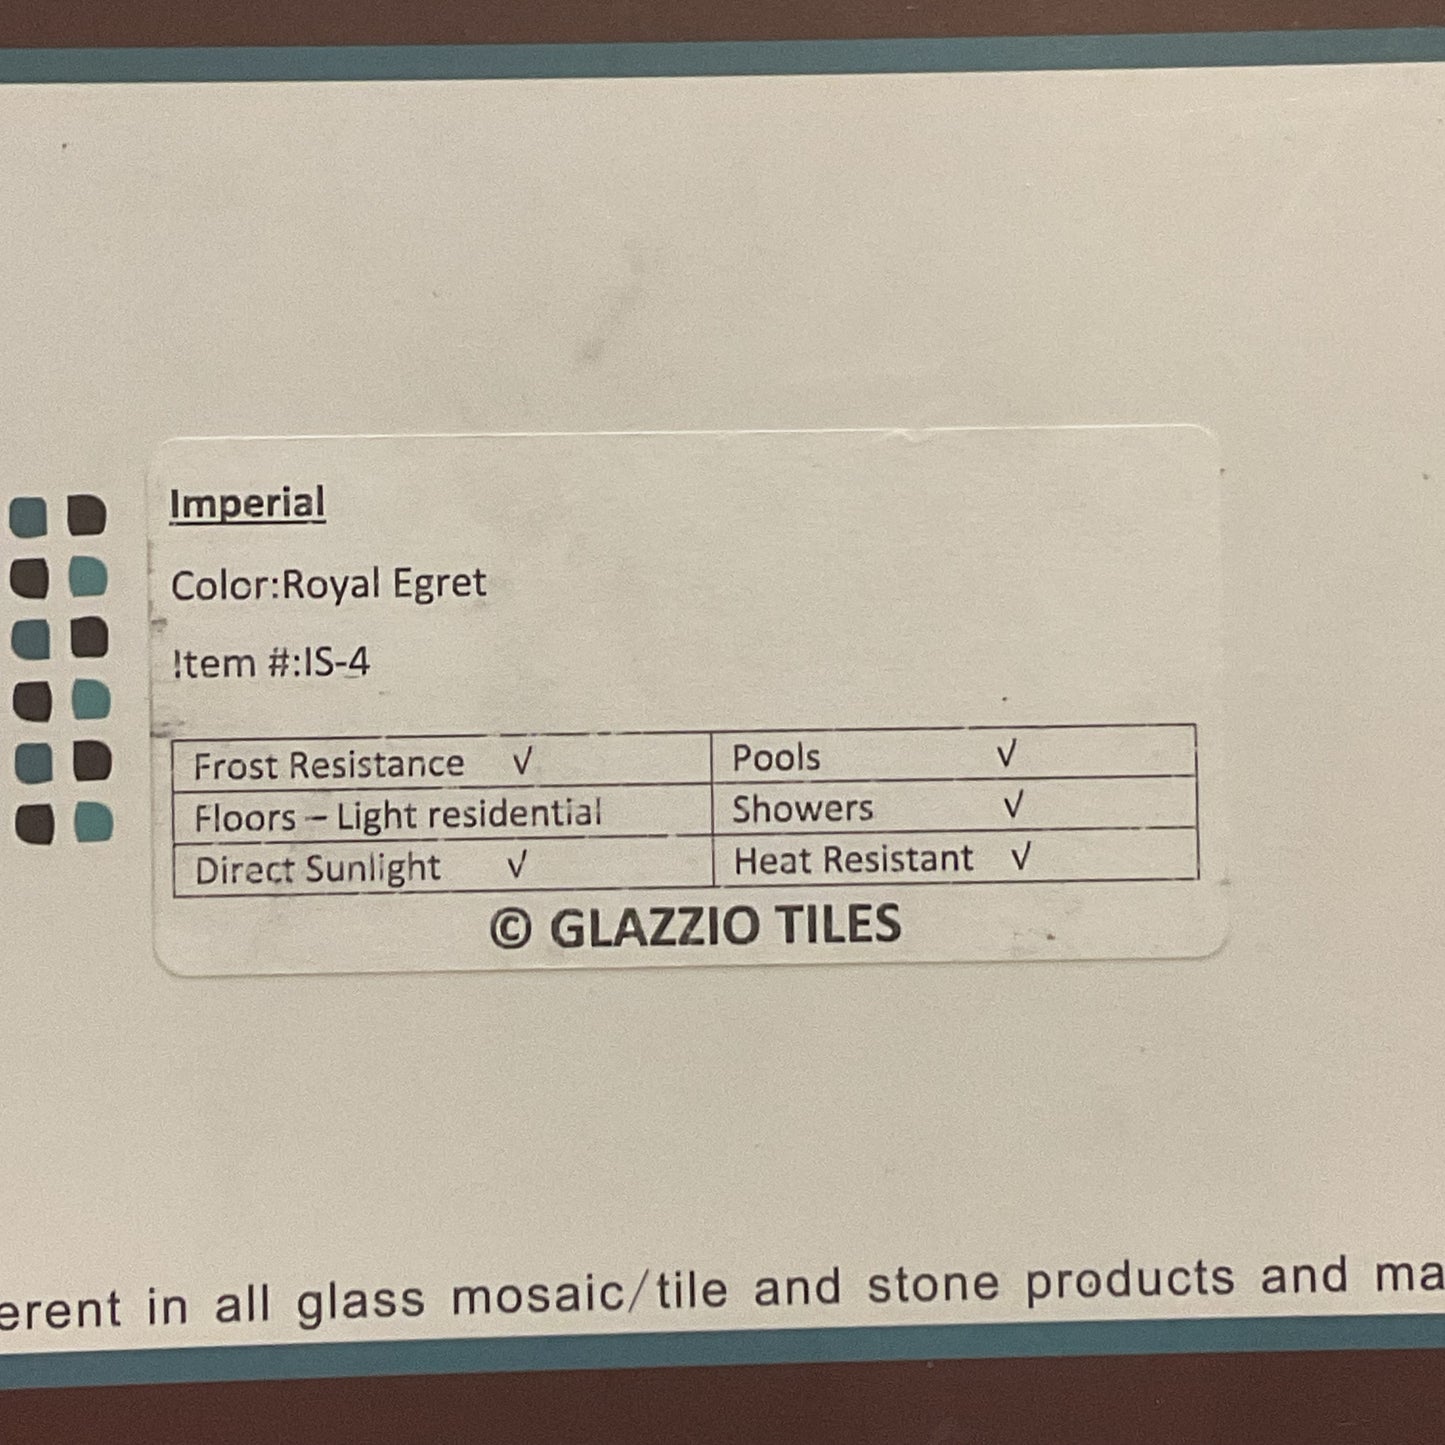 Imperial
Color:Royal Egret
Item #:IS-4
Frost Resistance √ Pools √
Floors – Light residential Showers √
Direct Sunlight √ Heat Resistant √
© GLAZZIO TILES
erent in all glass mosaic/tile and stone products and ma